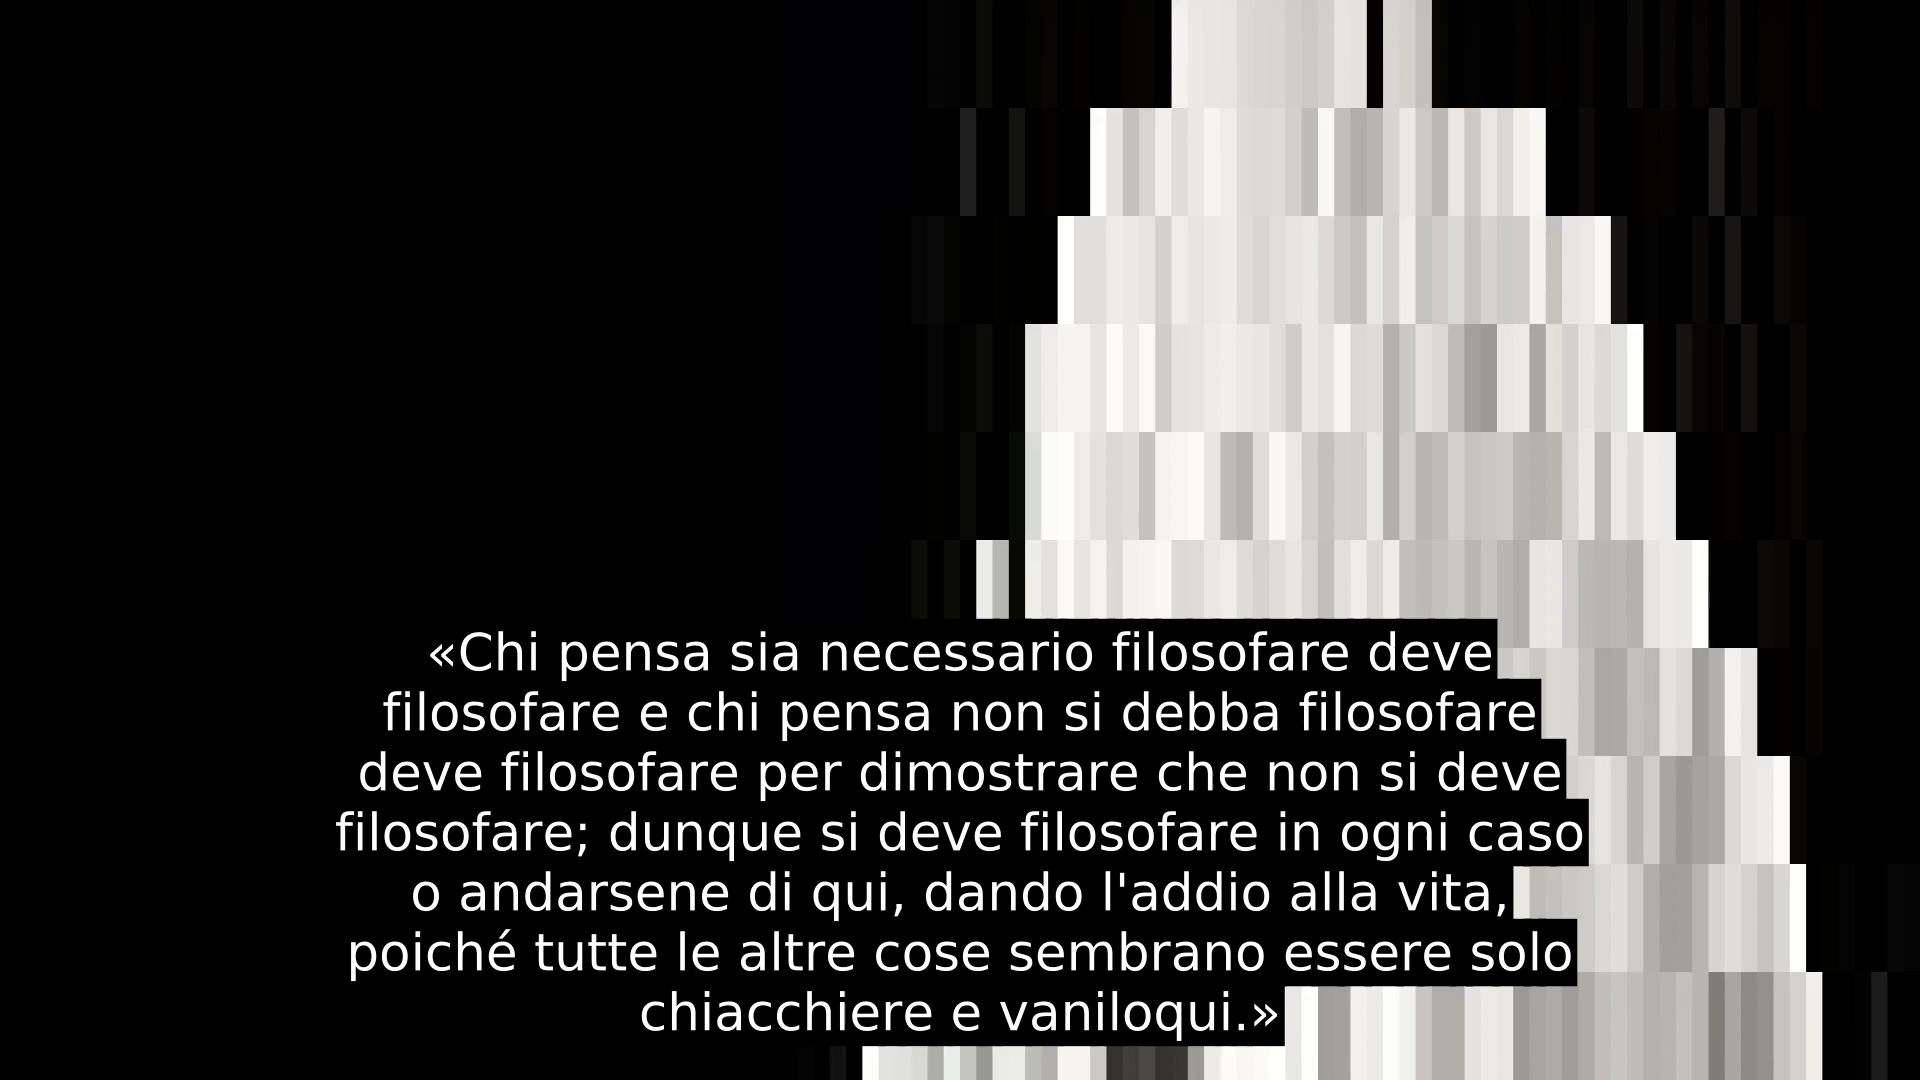 «Chi pensa sia necessario filosofare deve
filosofare e chi pensa non si debba filosofare
deve filosofare per dimostrare che non si deve
filosofare; dunque si deve filosofare in ogni caso
o andarsene di qui, dando l'addio alla vita,
poiché tutte le altre cose sembrano essere solo
chiacchiere e vaniloqui.»